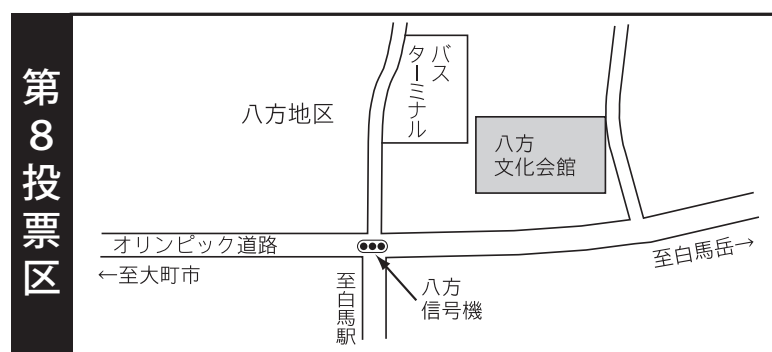 第8投票区
八方地区
バス
ターミナル
八方
文化会館
オリンピック道路
←至大町市
至白馬駅
八方
信号機
至白馬岳→